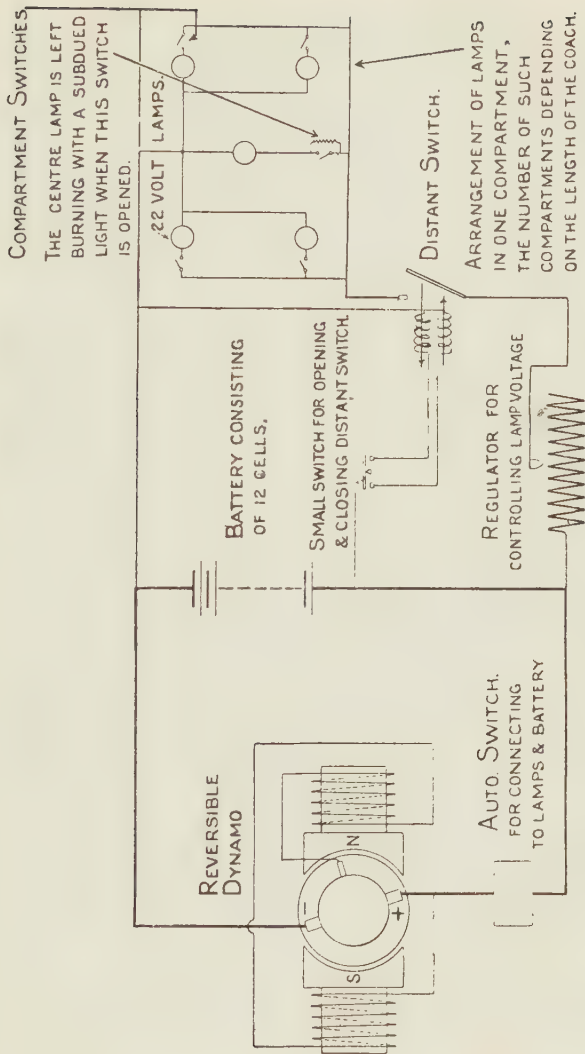 COMPARTMENT SWITCHES
THE CENTRE LAMP IS LEFT
BURNING WITH A SUBDUED
LIGHT WHEN THIS SWITCH
IS OPENED.
22 VOLT LAMPS.
DISTANT SWITCH.
ARRANGEMENT OF LAMPS
IN ONE COMPARTMENT,
THE NUMBER OF SUCH
COMPARTMENTS DEPENDING
ON THE LENGTH OF THE COACH.
BATTERY CONSISTING
OF 12 CELLS.
SMALL SWITCH FOR OPENING
& CLOSING DISTANT SWITCH.
REGULATOR FOR
CONTROLLING LAMP VOLTAGE
REVERSIBLE
DYNAMO
S
-
+
N
AUTO. SWITCH.
FOR CONNECTING
TO LAMPS & BATTERY